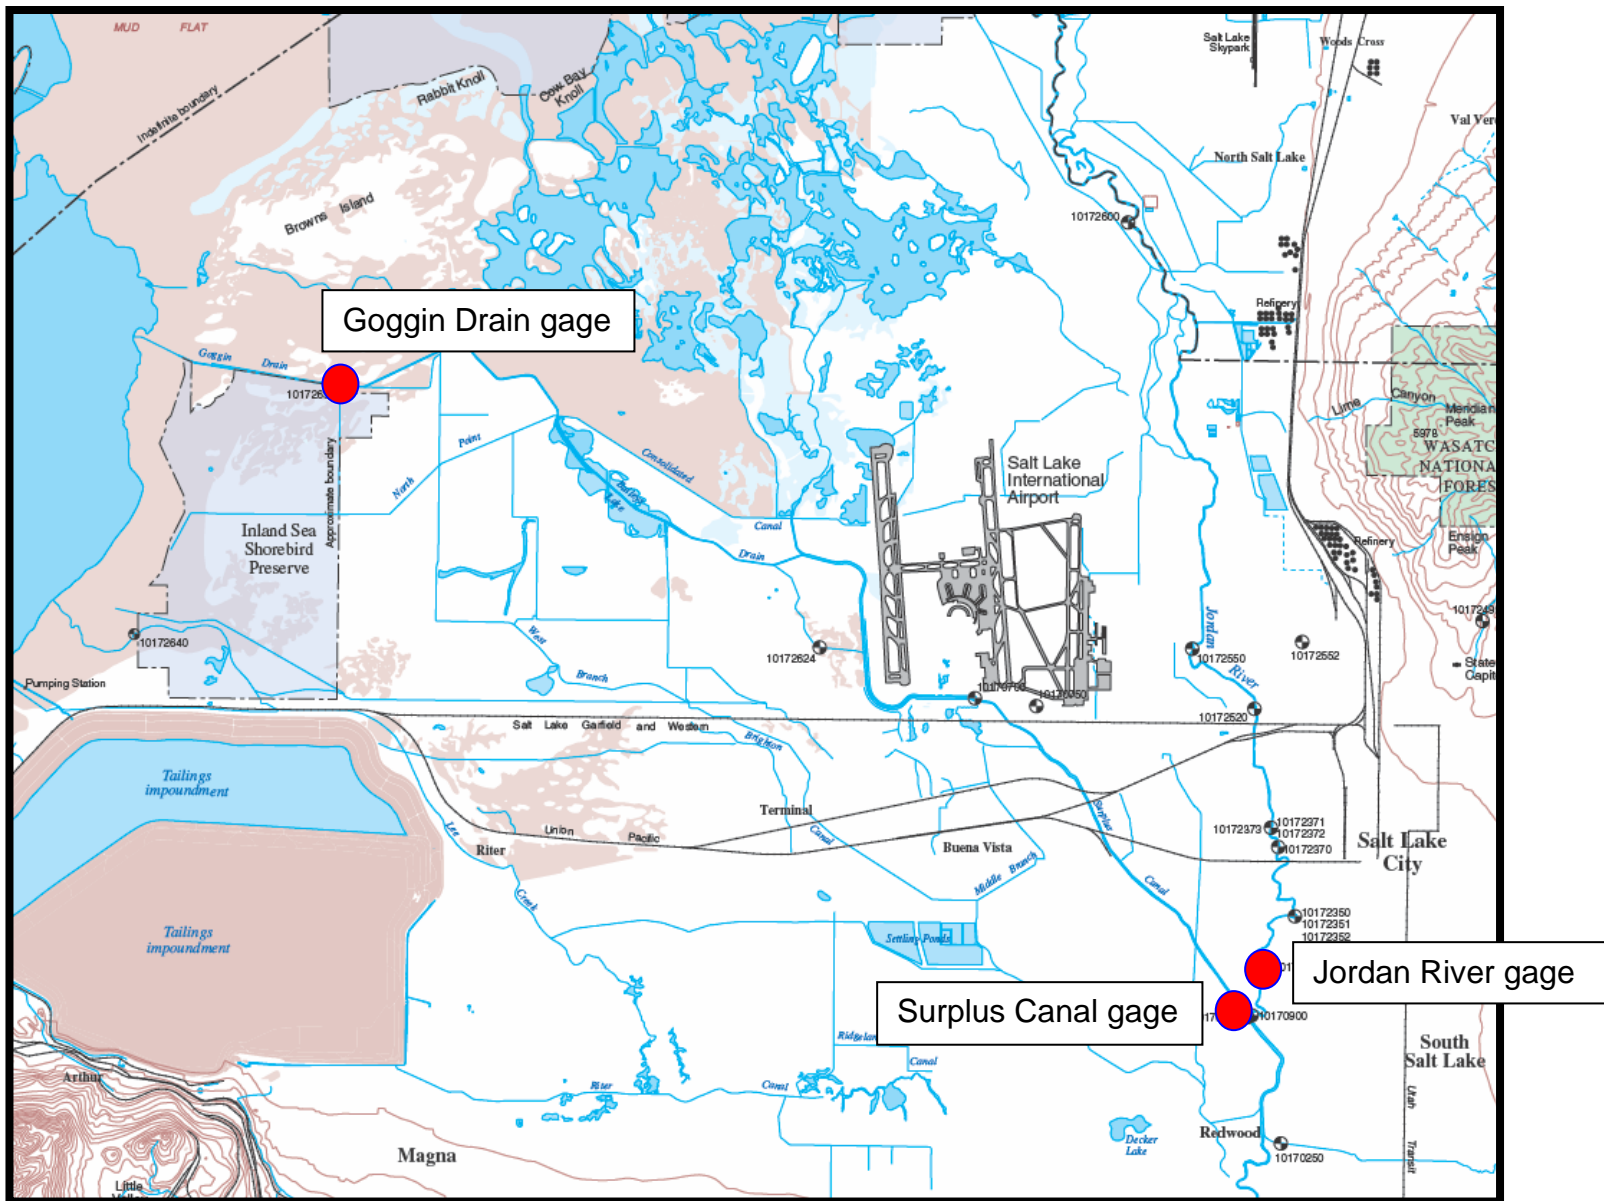 MUD FLAT
Indefinite boundary
Rabbit Knoll
Cow Bay
Knoll
Browns Island
Salt Lake
Skypark
Woods Cross
North Salt Lake
10172600
Goggin Drain gage
Goggin Drain
Refinery
Lime Canyon
Meridian
Peak
5978
North Point
Consolidated
Canal
Approximate boundary
Inland Sea
Shorebird
Preserve
Lake
Drain
Salt Lake
International
Airport
Refinery
Ensign
Peak
10172640
Pumping Station
West
Branch
10172624
Jordan
River
10172550
10172552
10172520
Salt Lake Garfield and Western
Brighton
Canal
Tailings
impoundment
Terminal
Union Pacific
Riter
Lee
Creek
Buena Vista
Middle Branch
Surplus
Canal
10172371
10172373
10172372
10172370
Salt Lake
City
10172350
10172351
10172352
Tailings
impoundment
Settling Ponds
Jordan River gage
Surplus Canal gage
10170900
Canal
South
Salt Lake
Arthur
Riter
Canal
Utah
Transit
Magna
Decker
Lake
Redwood
10170250
Little